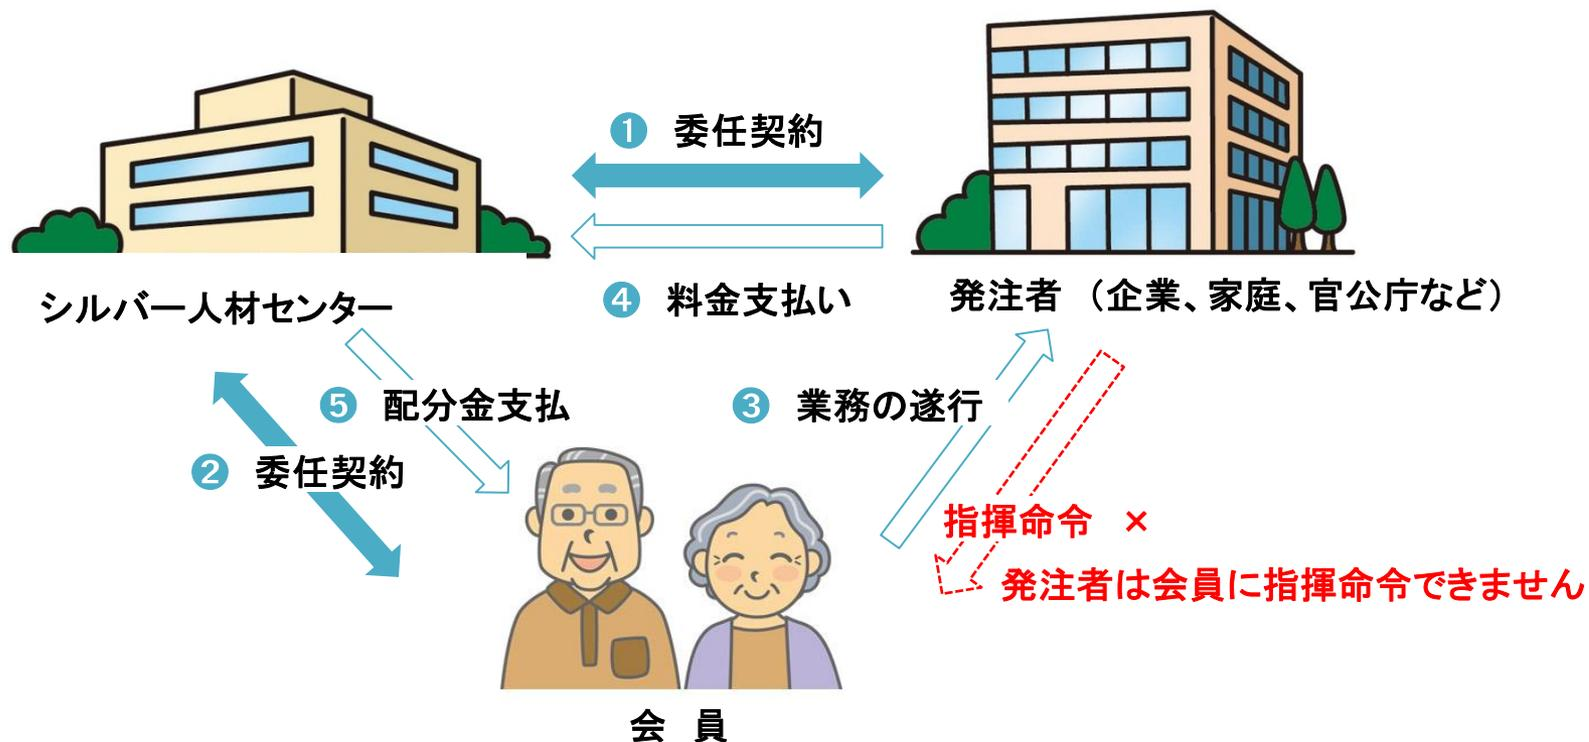 ❶ 委任契約
❹ 料金支払い
シルバー人材センター
発注者 (企業、家庭、官公庁など)
❺ 配分金支払
❸ 業務の遂行
❷ 委任契約
指揮命令 ×
発注者は会員に指揮命令できません
会 員